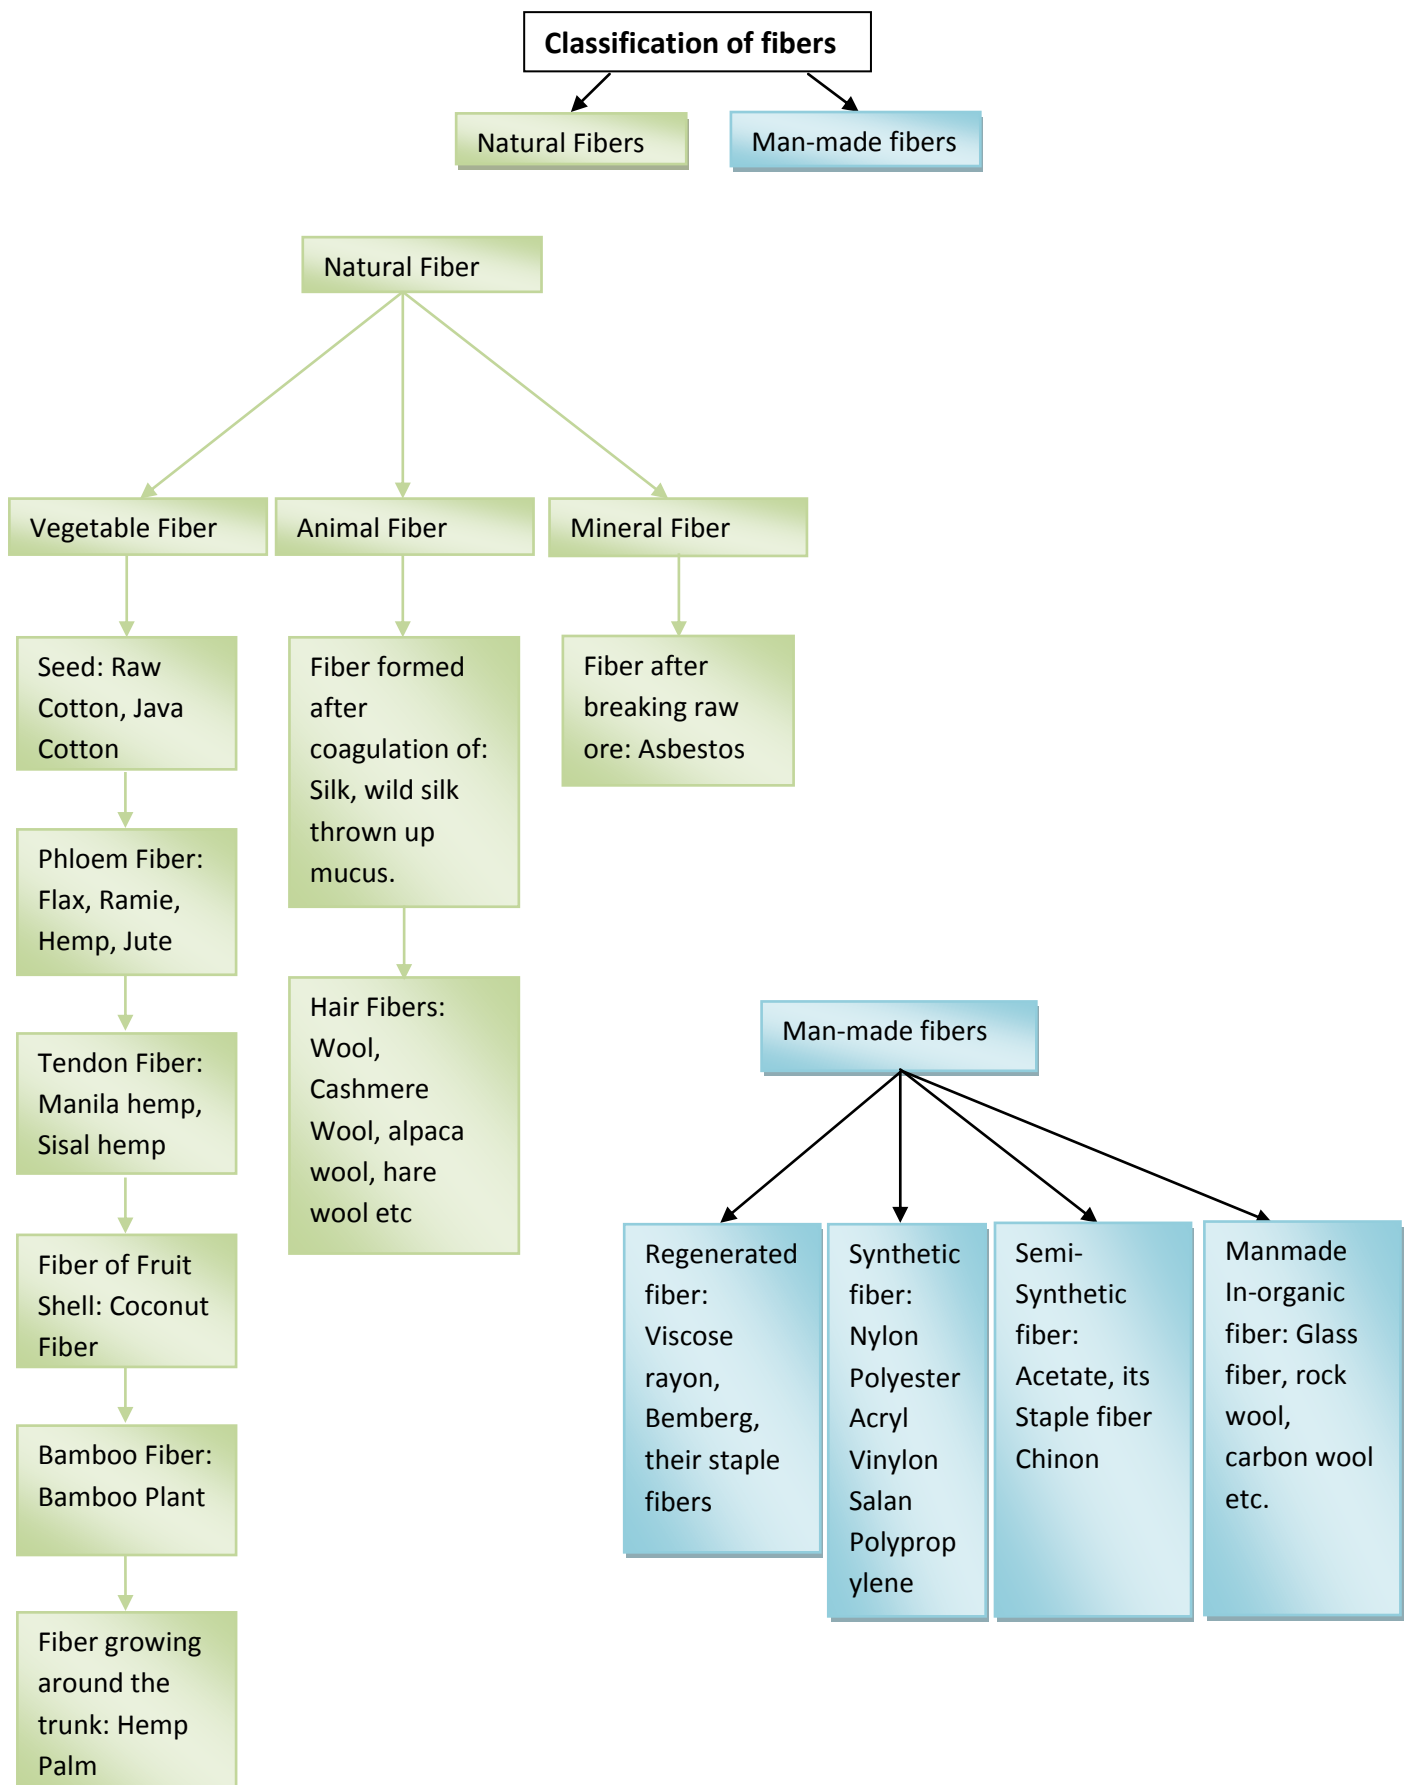 Classification of fibers
Natural Fibers
Man-made fibers
Natural Fiber
Vegetable Fiber
Animal Fiber
Mineral Fiber
Seed: Raw
Cotton, Java
Cotton
Phloem Fiber:
Flax, Ramie,
Hemp, Jute
Tendon Fiber:
Manila hemp,
Sisal hemp
Fiber of Fruit
Shell: Coconut
Fiber
Bamboo Fiber:
Bamboo Plant
Fiber growing
around the
trunk: Hemp
Palm
Fiber formed
after
coagulation of:
Silk, wild silk
thrown up
mucus.
Hair Fibers:
Wool,
Cashmere
Wool, alpaca
wool, hare
wool etc
Fiber after
breaking raw
ore: Asbestos
Man-made fibers
Regenerated
fiber:
Viscose
rayon,
Bemberg,
their staple
fibers
Synthetic
fiber:
Nylon
Polyester
Acryl
Vinylon
Salan
Polyprop
ylene
Semi-
Synthetic
fiber:
Acetate, its
Staple fiber
Chinon
Manmade
In-organic
fiber: Glass
fiber, rock
wool,
carbon wool
etc.